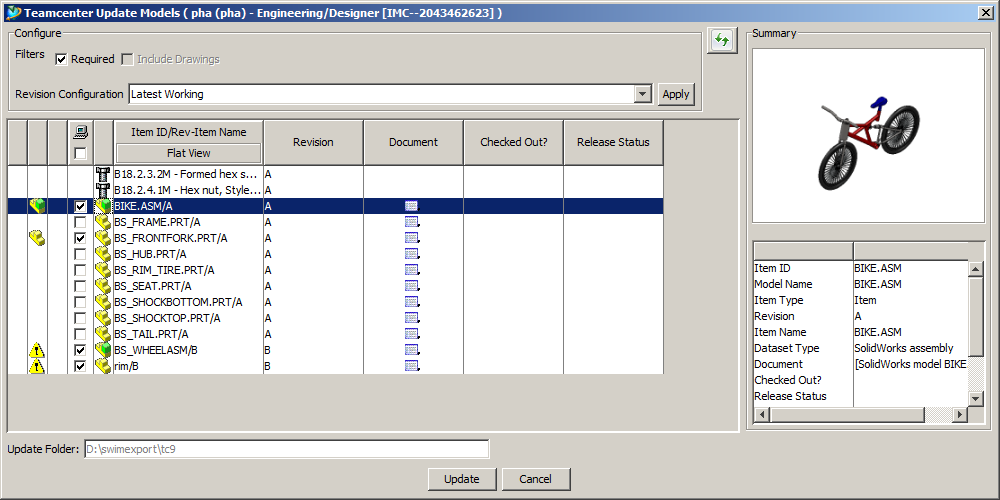 Teamcenter Update Models ( pha (pha) - Engineering/Designer [IMC--2043462623] )
Configure
Filters
Required
Include Drawings
Revision Configuration
Latest Working
Apply
Item ID/Rev-Item Name
Flat View
Revision
Document
Checked Out?
Release Status
B18.2.3.2M - Formed hex s... A
B18.2.4.1M - Hex nut, Style... A
BIKE.ASM/A A
BS_FRAME.PRT/A A
BS_FRONTFORK.PRT/A A
BS_HUB.PRT/A A
BS_RIM_TIRE.PRT/A A
BS_SEAT.PRT/A A
BS_SHOCKBOTTOM.PRT/A A
BS_SHOCKTOP.PRT/A A
BS_TAIL.PRT/A A
BS_WHEELASM/B B
rim/B B
Summary
Item ID BIKE.ASM
Model Name BIKE.ASM
Item Type Item
Revision A
Item Name BIKE.ASM
Dataset Type SolidWorks assembly
Document [SolidWorks model BIKE
Checked Out?
Release Status
Update Folder: D:\swimexport\tc9
Update
Cancel